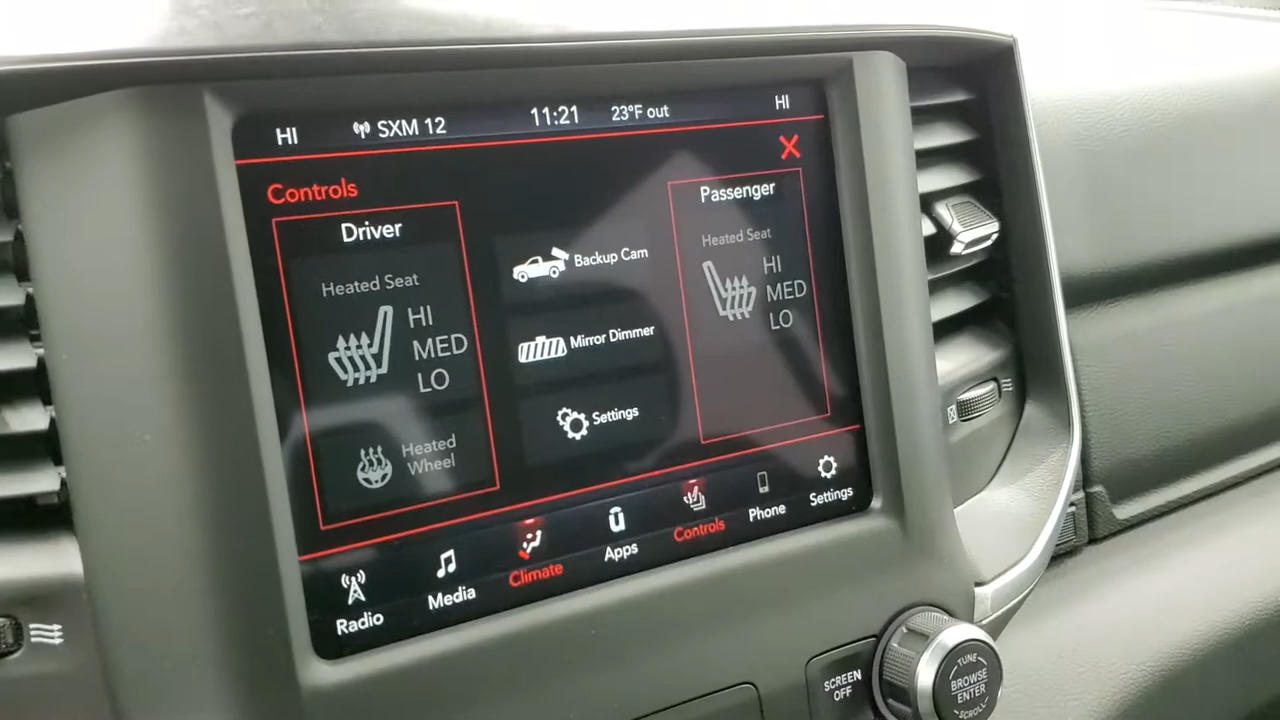 HI
SXM 12
11:21
23°F out
HI
Controls
Driver
Heated Seat
HI
MED
LO
Heated
Wheel
Backup Cam
Mirror Dimmer
Settings
Passenger
Heated Seat
HI
MED
LO
Radio
Media
Climate
Apps
Controls
Phone
Settings
SCREEN
OFF
TUNE
BROWSE
ENTER
SCROLL